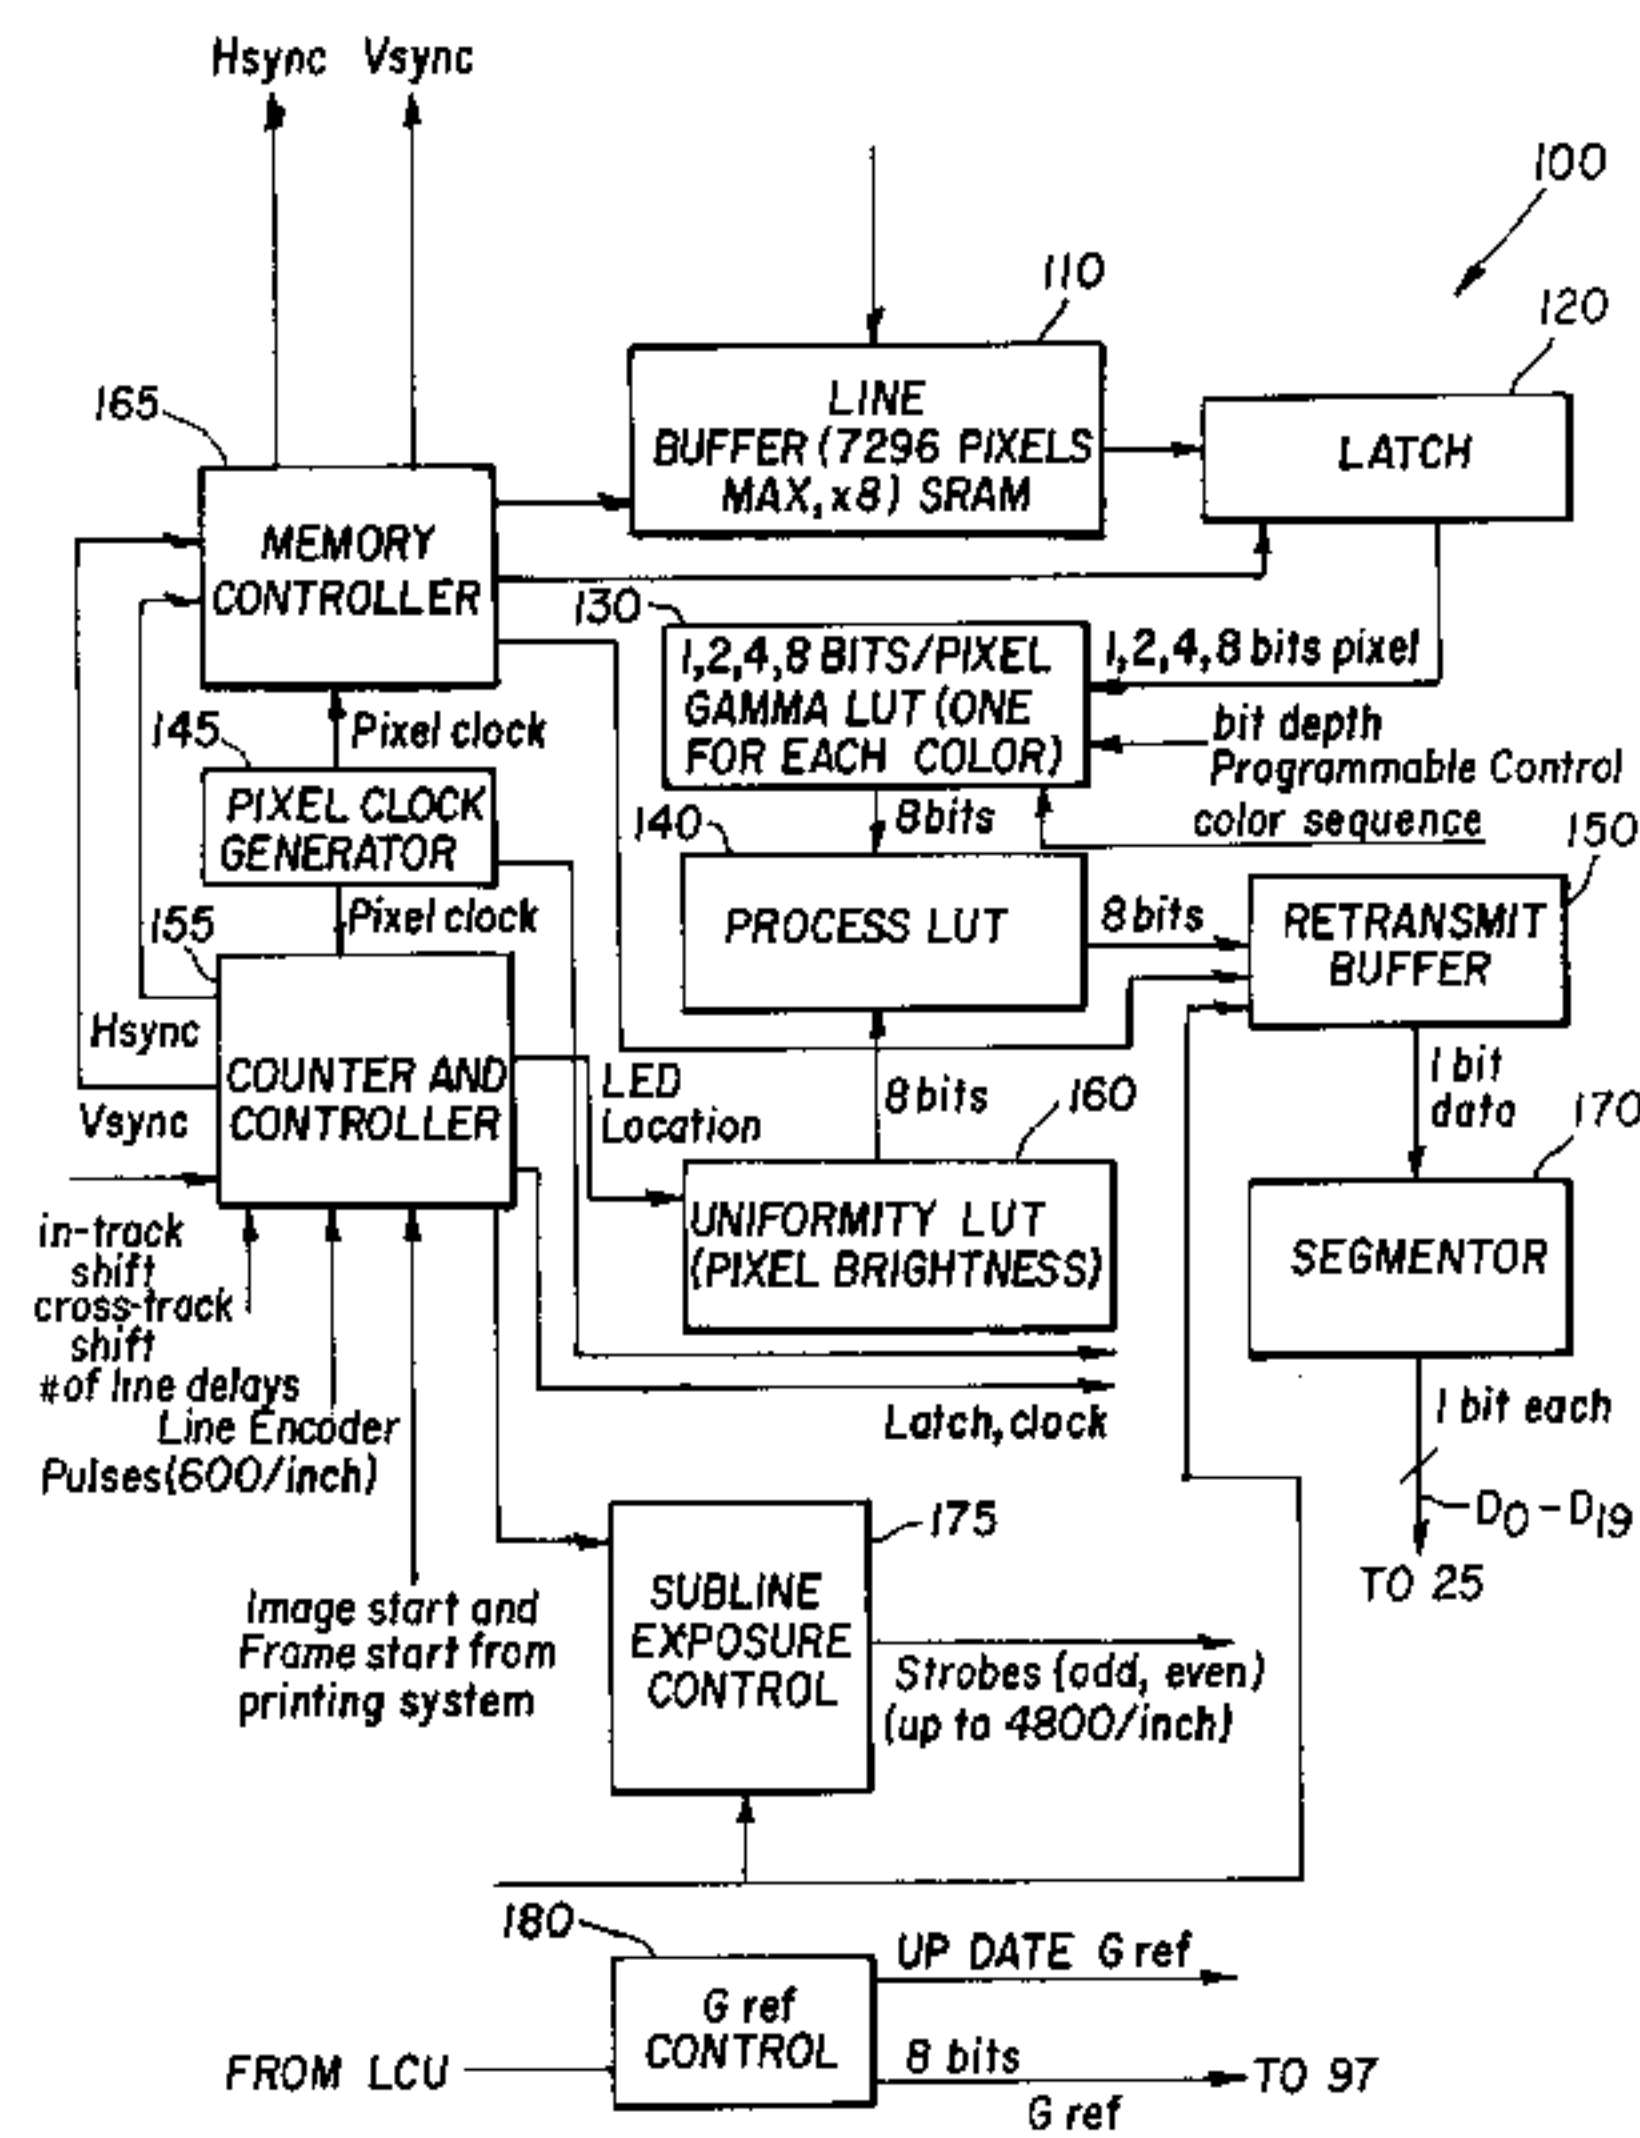 Hsync Vsync
100
110
120
165
LINE
BUFFER (7296 PIXELS
MAX, x8) SRAM
LATCH
MEMORY
CONTROLLER
130
1,2,4,8 BITS/PIXEL
GAMMA LUT (ONE
FOR EACH COLOR)
1,2,4,8 bits pixel
bit depth
Programmable Control
color sequence
145
Pixel clock
PIXEL CLOCK
GENERATOR
8 bits
140
150
PROCESS LUT
8 bits
RETRANSMIT
BUFFER
155
Pixel clock
Hsync
COUNTER AND
CONTROLLER
Vsync
LED
Location
8 bits
160
1 bit
data
170
in-track
shift
cross-track
shift
# of line delays
Line Encoder
Pulses (600/inch)
UNIFORMITY LUT
(PIXEL BRIGHTNESS)
SEGMENTOR
Latch, clock
1 bit each
D0 – D19
TO 25
175
Image start and
Frame start from
printing system
SUBLINE
EXPOSURE
CONTROL
Strobes (odd, even)
(up to 4800/inch)
180
UP DATE G ref
G ref
CONTROL
FROM LCU
8 bits
G ref
TO 97